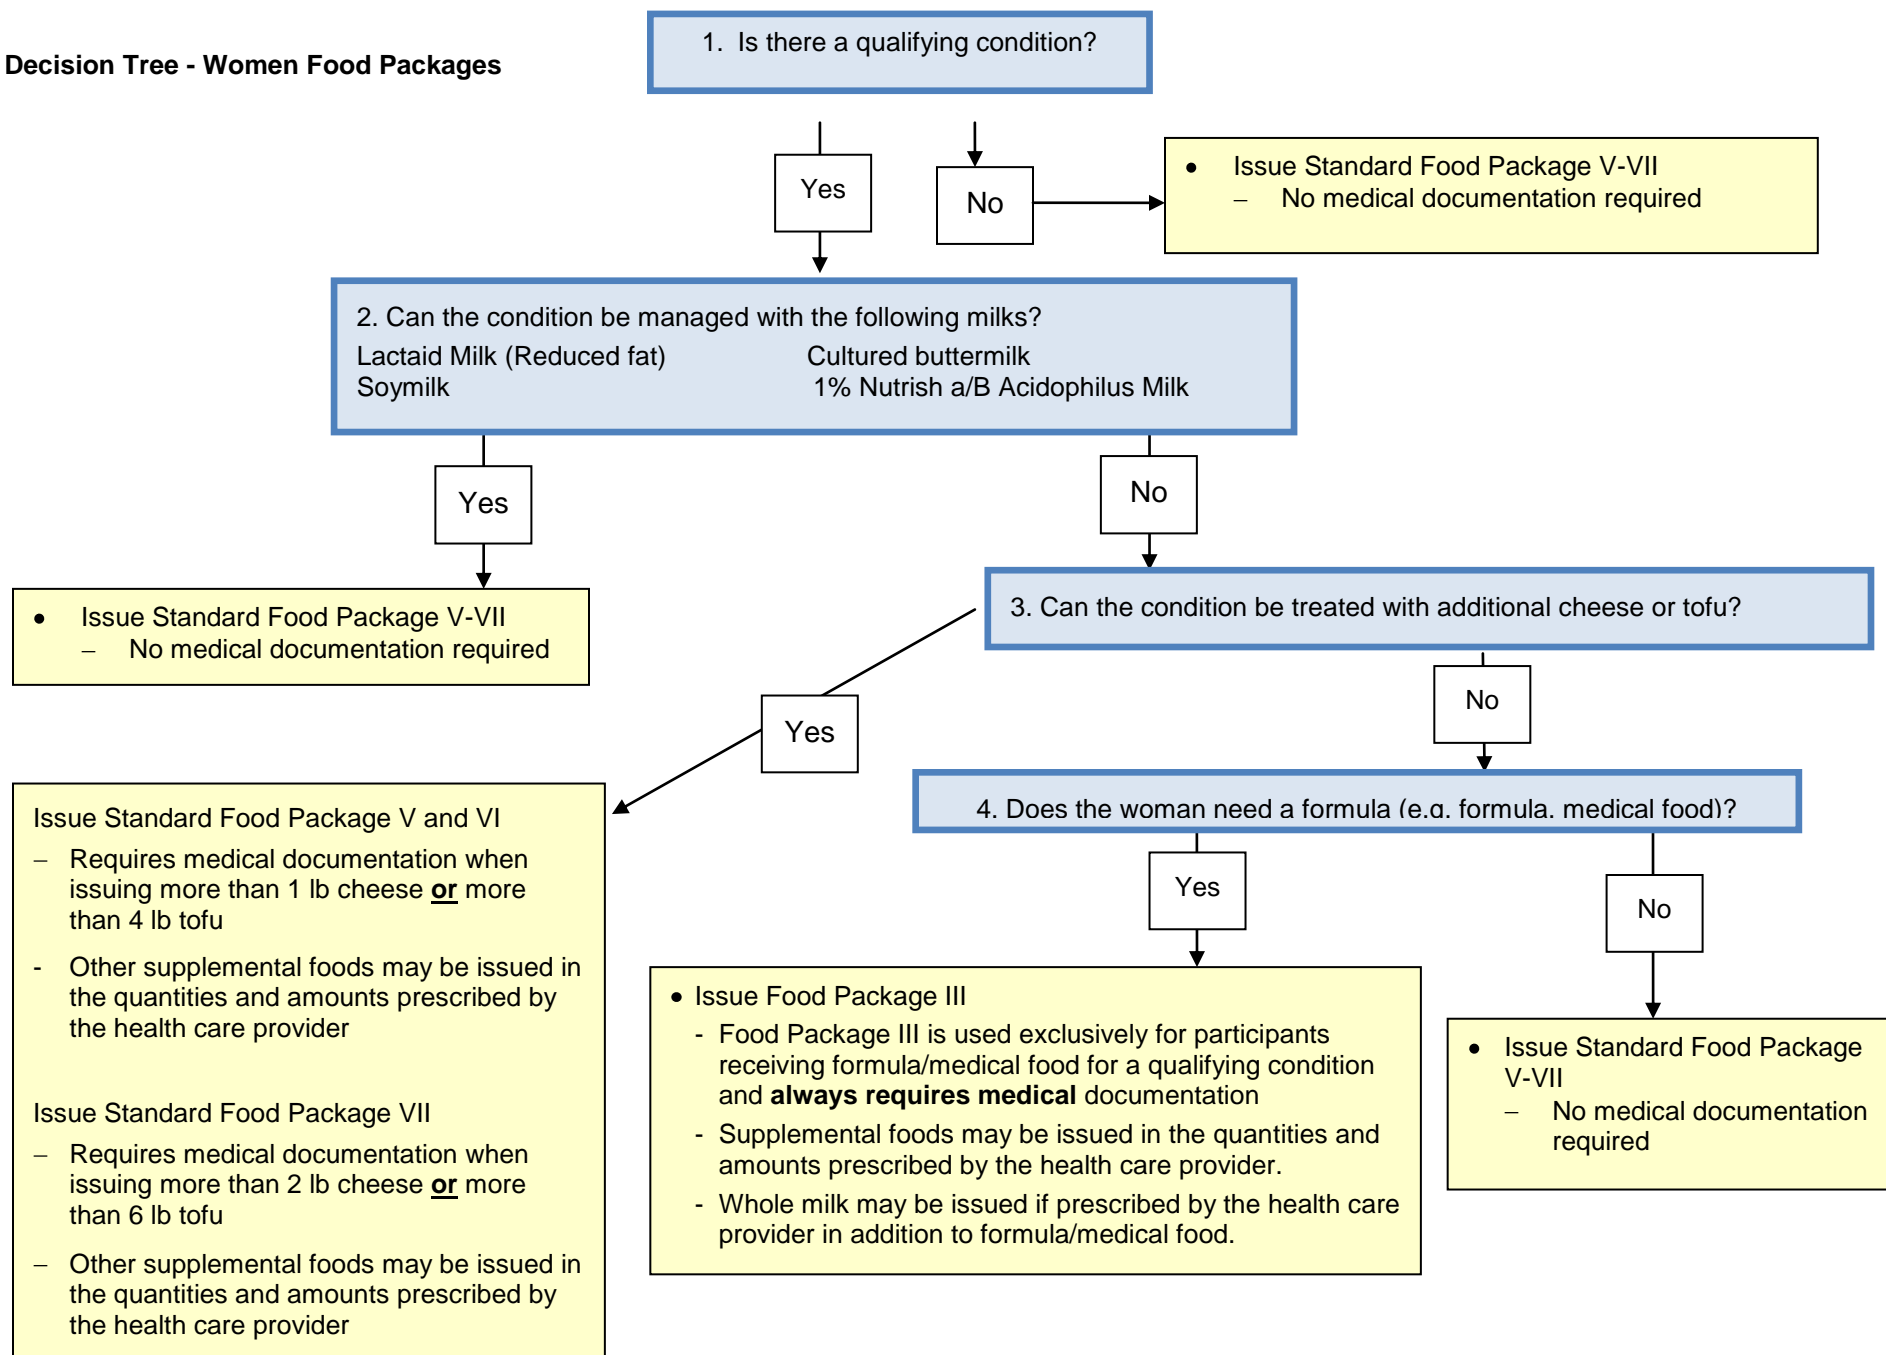 Decision Tree - Women Food Packages
1. Is there a qualifying condition?
Yes
No
• Issue Standard Food Package V-VII
– No medical documentation required
2. Can the condition be managed with the following milks?
Lactaid Milk (Reduced fat) Cultured buttermilk
Soymilk 1% Nutrish a/B Acidophilus Milk
Yes
No
• Issue Standard Food Package V-VII
– No medical documentation required
3. Can the condition be treated with additional cheese or tofu?
Yes
No
Issue Standard Food Package V and VI
– Requires medical documentation when
issuing more than 1 lb cheese or more
than 4 lb tofu
- Other supplemental foods may be issued in
the quantities and amounts prescribed by
the health care provider
Issue Standard Food Package VII
– Requires medical documentation when
issuing more than 2 lb cheese or more
than 6 lb tofu
– Other supplemental foods may be issued in
the quantities and amounts prescribed by
the health care provider
4. Does the woman need a formula (e.g. formula, medical food)?
Yes
No
• Issue Food Package III
- Food Package III is used exclusively for participants
receiving formula/medical food for a qualifying condition
and always requires medical documentation
- Supplemental foods may be issued in the quantities and
amounts prescribed by the health care provider.
- Whole milk may be issued if prescribed by the health care
provider in addition to formula/medical food.
• Issue Standard Food Package
V-VII
– No medical documentation
required